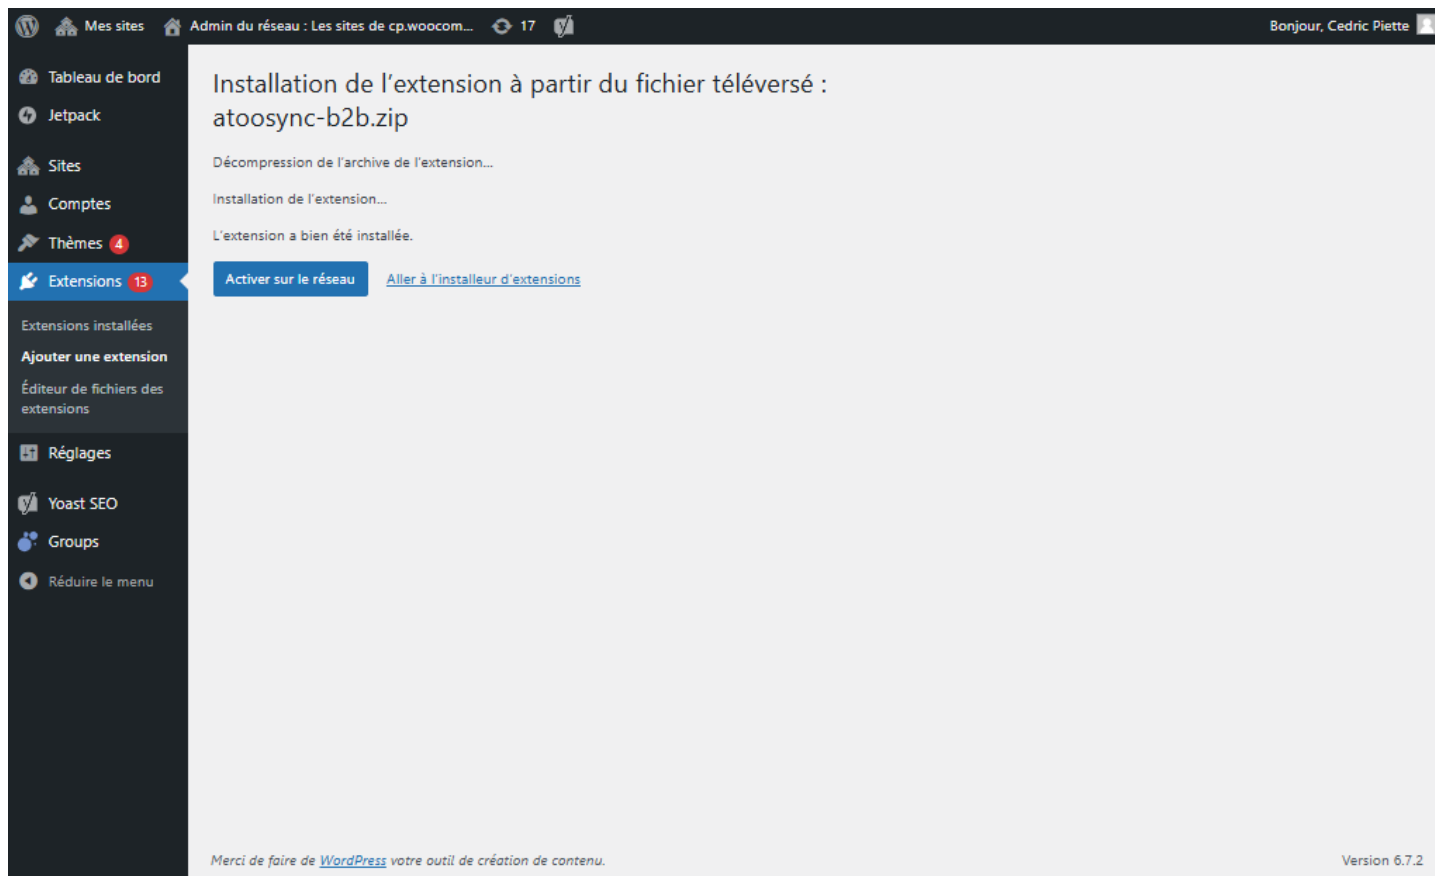 Mes sites
Admin du réseau : Les sites de cp.woocom...
17
Bonjour, Cedric Piette
Tableau de bord
Jetpack
Sites
Comptes
Thèmes 4
Extensions 13
Extensions installées
Ajouter une extension
Éditeur de fichiers des
extensions
Réglages
Yoast SEO
Groups
Réduire le menu
Installation de l’extension à partir du fichier téléversé :
atoosync-b2b.zip
Décompression de l’archive de l’extension…
Installation de l’extension…
L’extension a bien été installée.
Activer sur le réseau
Aller à l’installeur d’extensions
Merci de faire de WordPress votre outil de création de contenu.
Version 6.7.2